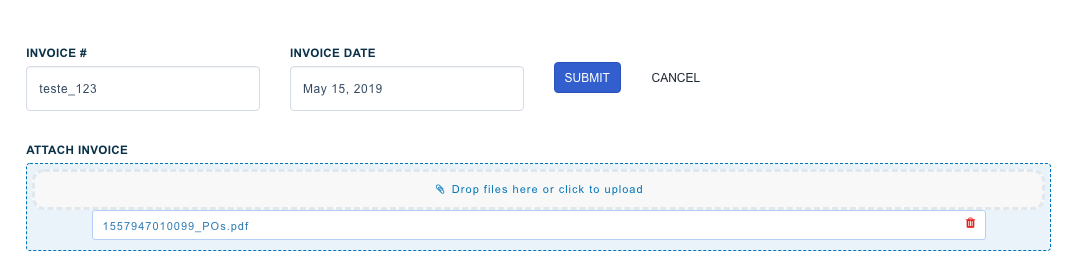 INVOICE #
INVOICE DATE
teste_123
May 15, 2019
SUBMIT
CANCEL
ATTACH INVOICE
Drop files here or click to upload
1557947010099_POs.pdf